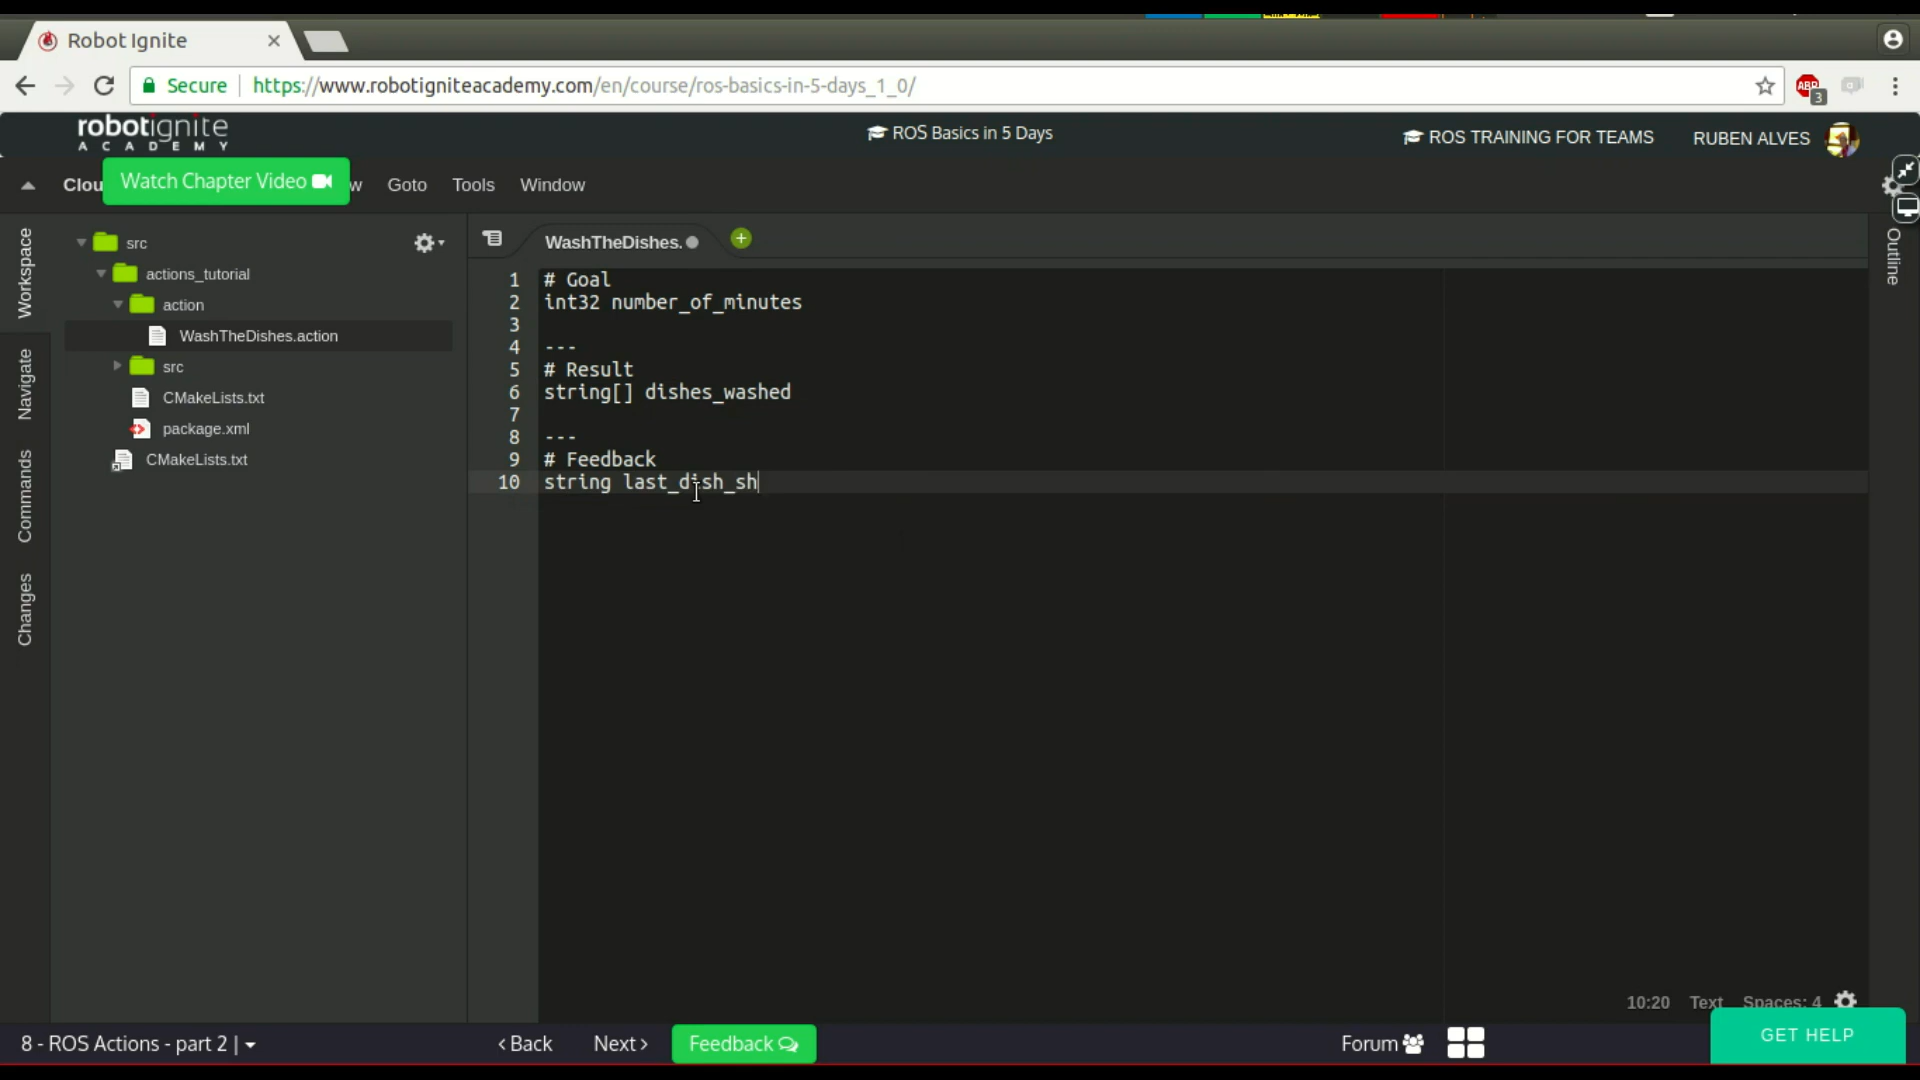 Robot Ignite
Secure https://www.robotigniteacademy.com/en/course/ros-basics-in-5-days_1_0/
ABP 3
robotignite
ACADEMY
ROS Basics in 5 Days
ROS TRAINING FOR TEAMS
RUBEN ALVES
Clou
Watch Chapter Video
w Goto Tools Window
Workspace
Navigate
Commands
Changes
src
actions_tutorial
action
WashTheDishes.action
src
CMakeLists.txt
package.xml
CMakeLists.txt
WashTheDishes.
1 # Goal
2 int32 number_of_minutes
3
4 ---
5 # Result
6 string[] dishes_washed
7
8 ---
9 # Feedback
10 string last_dish_sh
Outline
10:20 Text Spaces: 4
8 - ROS Actions - part 2 |
< Back Next > Feedback
Forum
GET HELP